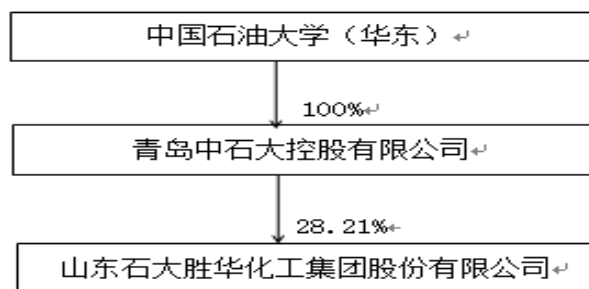 中国石油大学（华东）↵
100%↵
青岛中石大控股有限公司↵
28.21%↵
山东石大胜华化工集团股份有限公司